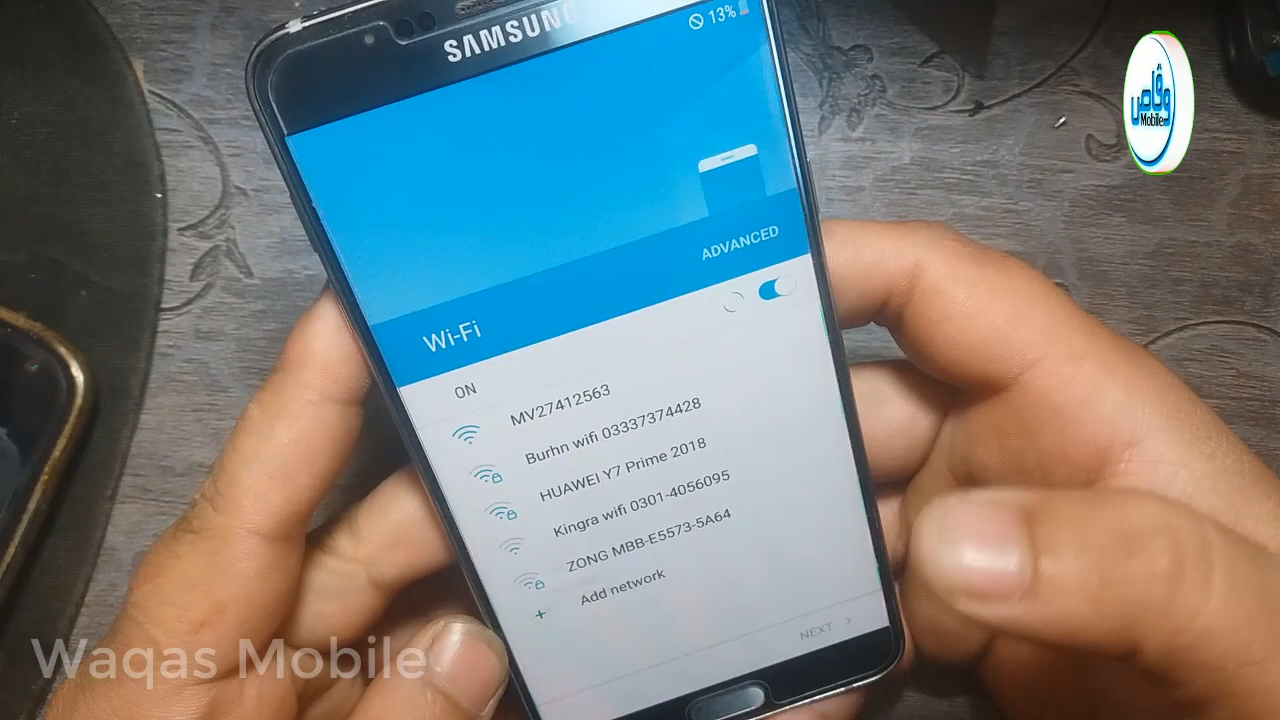 SAMSUNG
13%
وقاص
Mobile
ADVANCED
Wi-Fi
ON
MV27412563
Burhn wifi 03337374428
HUAWEI Y7 Prime 2018
Kingra wifi 0301-4056095
ZONG MBB-E5573-5A64
Add network
NEXT
Waqas Mobile